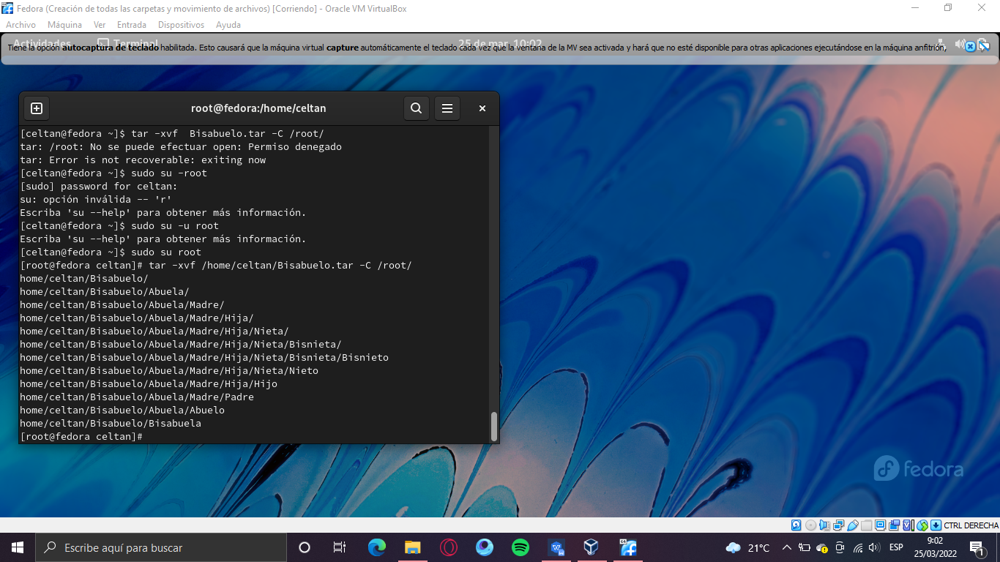 Fedora (Creación de todas las carpetas y movimiento de archivos) [Corriendo] - Oracle VM VirtualBox
Archivo Máquina Ver Entrada Dispositivos Ayuda
Actividades Terminal 25 de mar 10:02
Tiene la opción autocaptura de teclado habilitada. Esto causará que la máquina virtual capture automáticamente el teclado cada vez que la ventana de la MV sea activada y hará que no esté disponible para otras aplicaciones ejecutándose en la máquina anfitrión,
root@fedora:/home/celtan
[celtan@fedora ~]$ tar -xvf  Bisabuelo.tar -C /root/
tar: /root: No se puede efectuar open: Permiso denegado
tar: Error is not recoverable: exiting now
[celtan@fedora ~]$ sudo su -root
[sudo] password for celtan:
su: opción inválida -- 'r'
Escriba 'su --help' para obtener más información.
[celtan@fedora ~]$ sudo su -u root
Escriba 'su --help' para obtener más información.
[celtan@fedora ~]$ sudo su root
[root@fedora celtan]# tar -xvf /home/celtan/Bisabuelo.tar -C /root/
home/celtan/Bisabuelo/
home/celtan/Bisabuelo/Abuela/
home/celtan/Bisabuelo/Abuela/Madre/
home/celtan/Bisabuelo/Abuela/Madre/Hija/
home/celtan/Bisabuelo/Abuela/Madre/Hija/Nieta/
home/celtan/Bisabuelo/Abuela/Madre/Hija/Nieta/Bisnieta/
home/celtan/Bisabuelo/Abuela/Madre/Hija/Nieta/Bisnieta/Bisnieto
home/celtan/Bisabuelo/Abuela/Madre/Hija/Nieta/Nieto
home/celtan/Bisabuelo/Abuela/Madre/Hija/Hijo
home/celtan/Bisabuelo/Abuela/Madre/Padre
home/celtan/Bisabuelo/Abuela/Abuelo
home/celtan/Bisabuelo/Bisabuela
[root@fedora celtan]#
fedora
CTRL DERECHA
Escribe aquí para buscar
21°C
ESP
9:02
25/03/2022
1